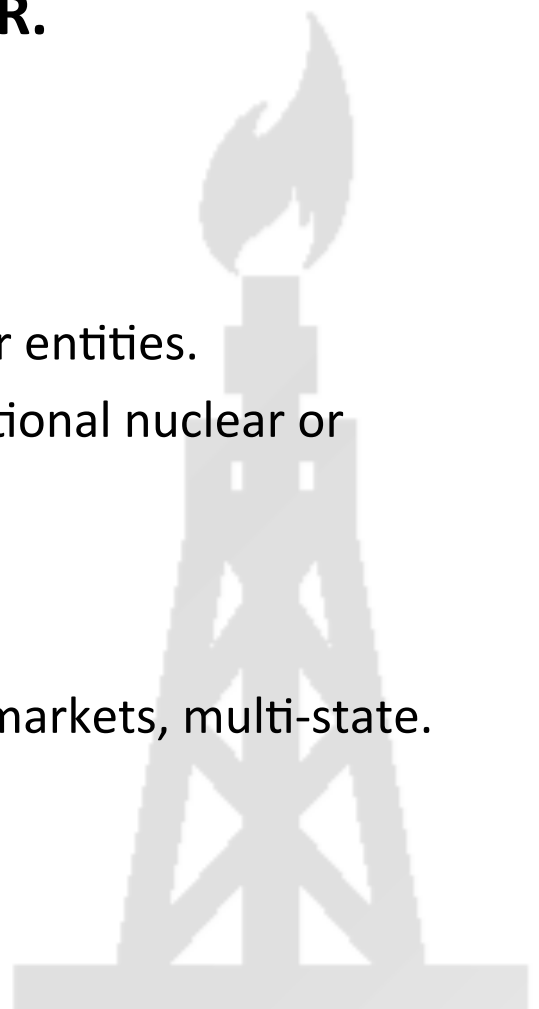 R.
r entities.
tional nuclear or
markets, multi-state.